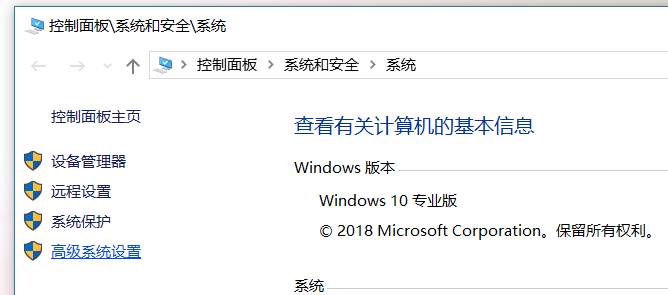 控制面板\系统和安全\系统
控制面板 系统和安全 系统
控制面板主页
设备管理器
远程设置
系统保护
高级系统设置
查看有关计算机的基本信息
Windows 版本
Windows 10 专业版
© 2018 Microsoft Corporation。保留所有权利。
系统